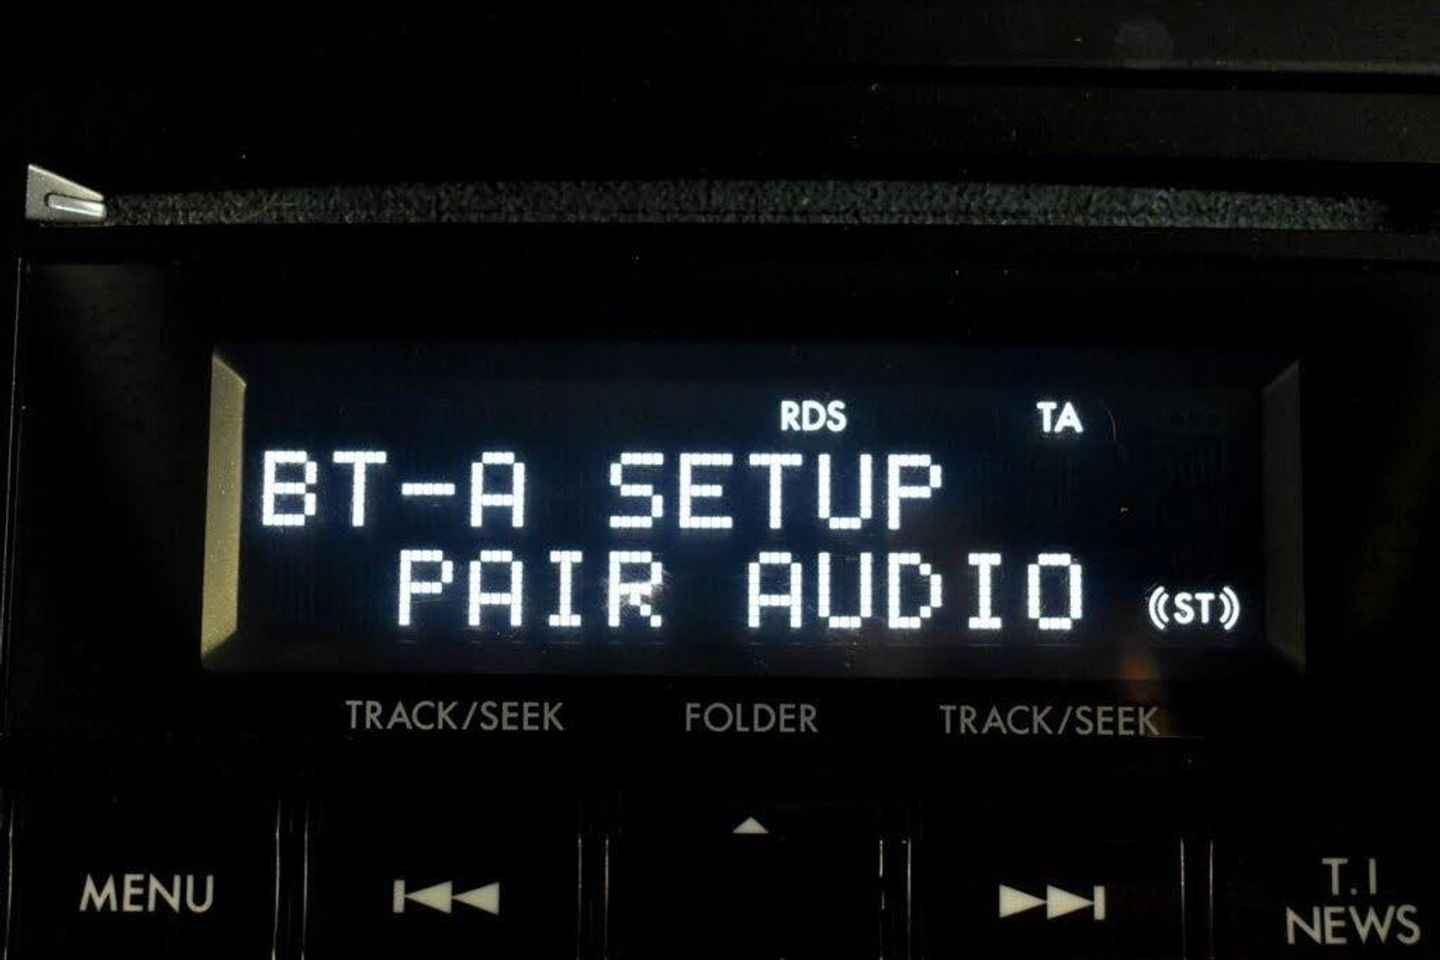 RDS TA
BT-A SETUP
PAIR AUDIO ((ST))
TRACK/SEEK FOLDER TRACK/SEEK
MENU T.I
NEWS